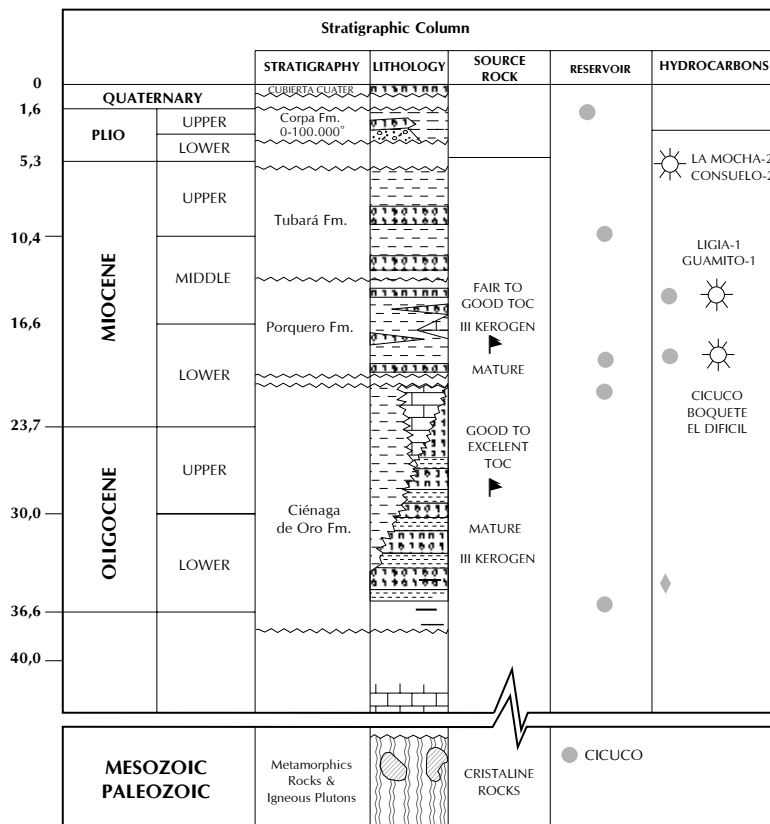 Stratigraphic Column
STRATIGRAPHY
LITHOLOGY
SOURCE
ROCK
RESERVOIR
HYDROCARBONS
0
CUBIERTA CUATER
QUATERNARY
1,6
PLIO
UPPER
Corpa Fm.
0-100.000°
LOWER
5,3
LA MOCHA-2
CONSUELO-2
MIOCENE
UPPER
Tubará Fm.
10,4
LIGIA-1
GUAMITO-1
MIDDLE
FAIR TO
GOOD TOC
16,6
Porquero Fm.
III KEROGEN
LOWER
MATURE
CICUCO
BOQUETE
EL DIFICIL
23,7
OLIGOCENE
UPPER
GOOD TO
EXCELENT
TOC
30,0
Ciénaga
de Oro Fm.
MATURE
LOWER
III KEROGEN
36,6
40,0
MESOZOIC
PALEOZOIC
Metamorphics
Rocks &
Igneous Plutons
CRISTALINE
ROCKS
CICUCO